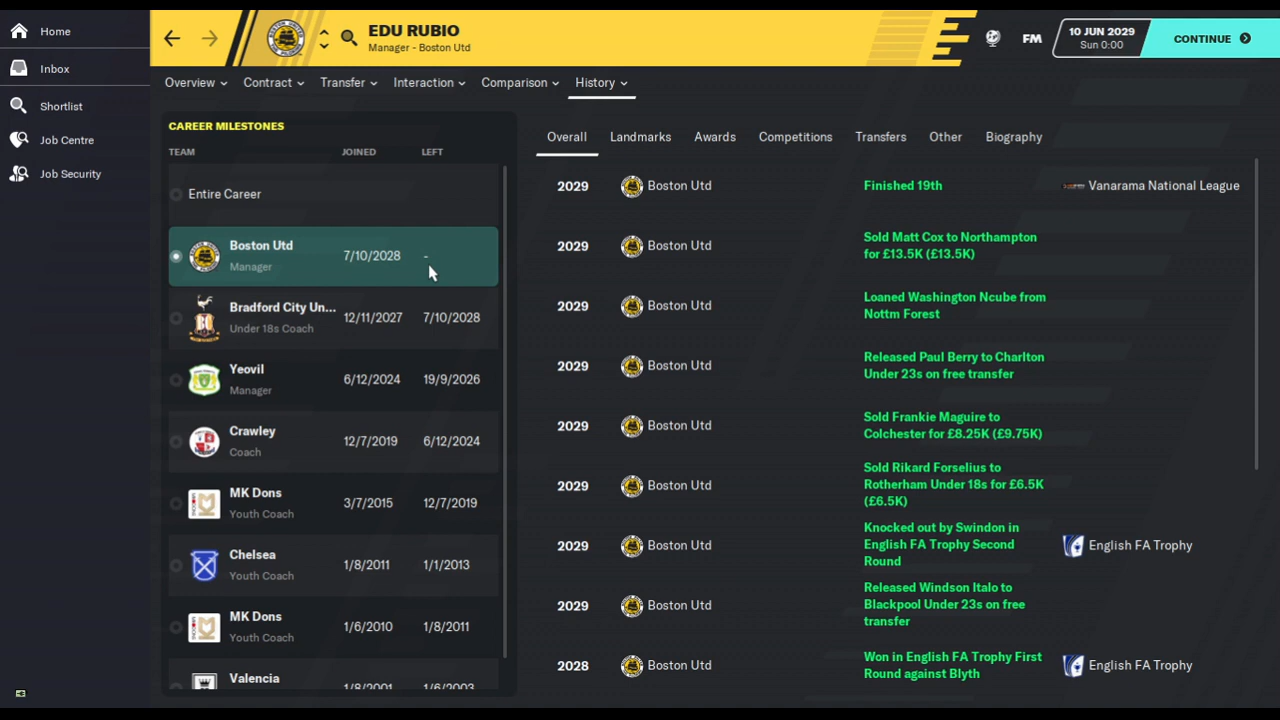 Home
Inbox
Shortlist
Job Centre
Job Security
EDU RUBIO
Manager - Boston Utd
FM
10 JUN 2029
Sun 0:00
CONTINUE
Overview
Contract
Transfer
Interaction
Comparison
History
CAREER MILESTONES
TEAM JOINED LEFT
Entire Career
Boston Utd
Manager
7/10/2028 -
Bradford City Un...
Under 18s Coach
12/11/2027 7/10/2028
Yeovil
Manager
6/12/2024 19/9/2026
Crawley
Coach
12/7/2019 6/12/2024
MK Dons
Youth Coach
3/7/2015 12/7/2019
Chelsea
Youth Coach
1/8/2011 1/1/2013
MK Dons
Youth Coach
1/6/2010 1/8/2011
Valencia
1/8/2001 1/6/2003
Overall Landmarks Awards Competitions Transfers Other Biography
2029 Boston Utd Finished 19th Vanarama National League
2029 Boston Utd Sold Matt Cox to Northampton
for £13.5K (£13.5K)
2029 Boston Utd Loaned Washington Ncube from
Nottm Forest
2029 Boston Utd Released Paul Berry to Charlton
Under 23s on free transfer
2029 Boston Utd Sold Frankie Maguire to
Colchester for £8.25K (£9.75K)
2029 Boston Utd Sold Rikard Forselius to
Rotherham Under 18s for £6.5K
(£6.5K)
2029 Boston Utd Knocked out by Swindon in
English FA Trophy Second
Round
English FA Trophy
2029 Boston Utd Released Windson Italo to
Blackpool Under 23s on free
transfer
2028 Boston Utd Won in English FA Trophy First
Round against Blyth
English FA Trophy